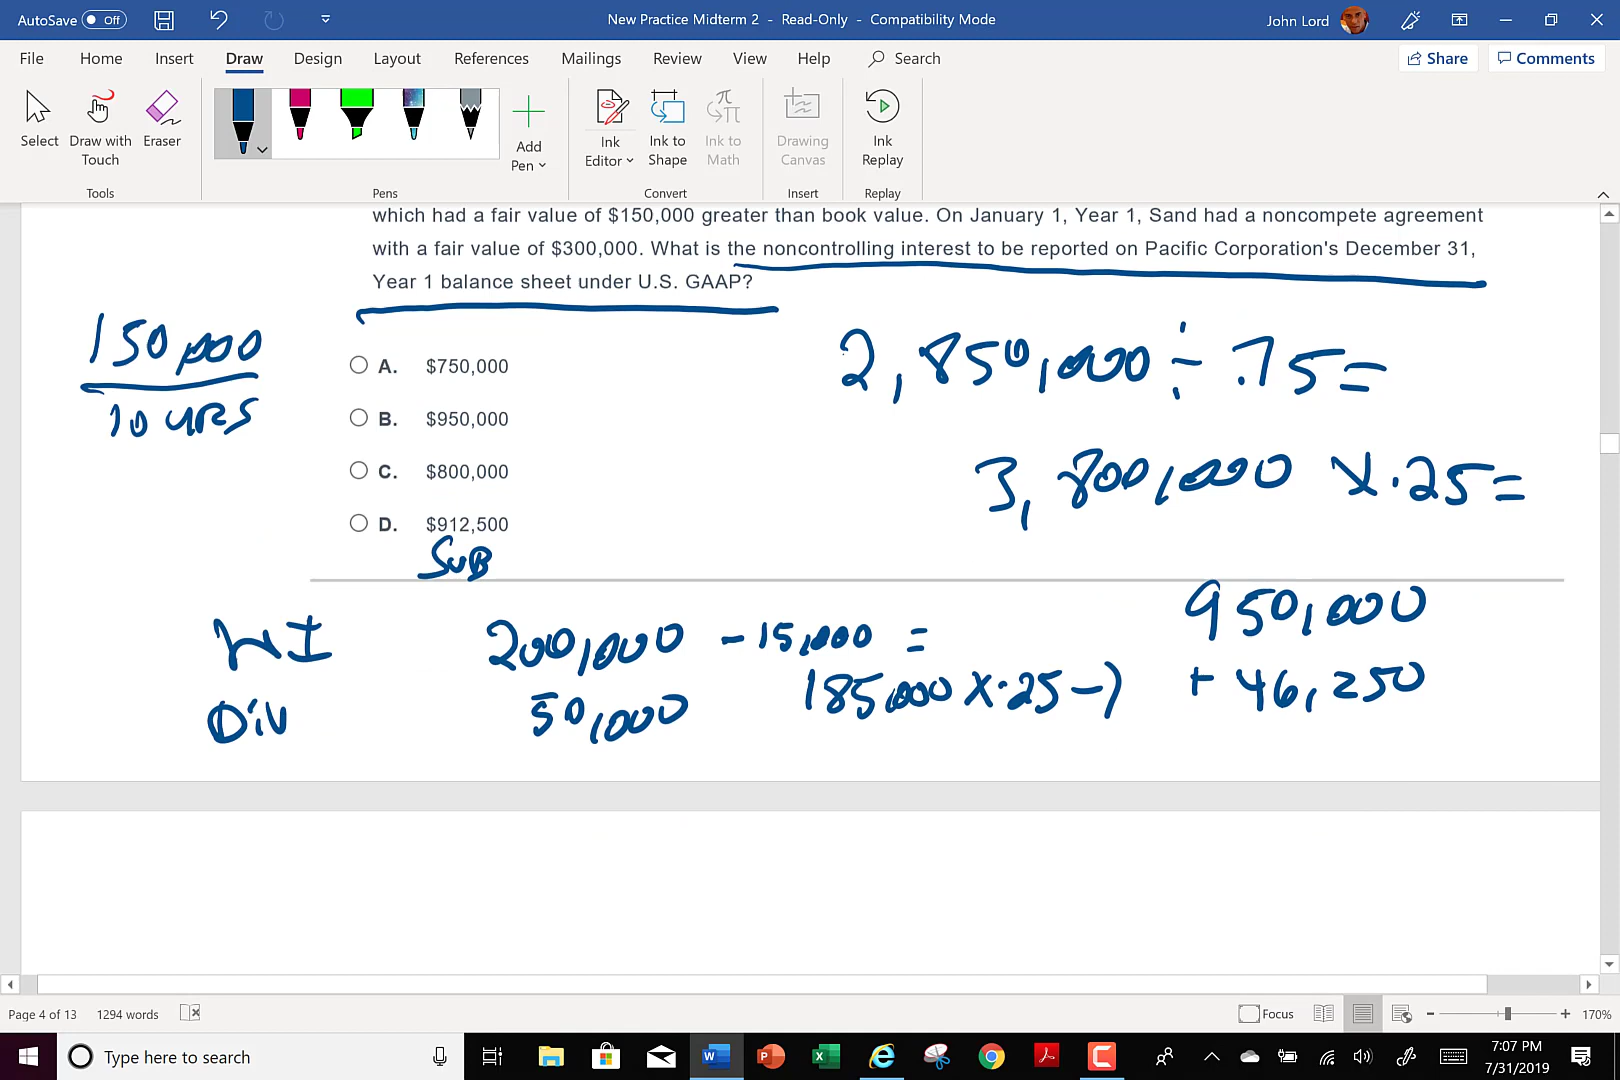 AutoSave Off
New Practice Midterm 2 - Read-Only - Compatibility Mode
John Lord
File Home Insert Draw Design Layout References Mailings Review View Help Search
Share Comments
Select
Draw with Touch
Eraser
Add Pen
Ink Editor
Ink to Shape
Ink to Math
Drawing Canvas
Ink Replay
Tools Pens Convert Insert Replay
which had a fair value of $150,000 greater than book value. On January 1, Year 1, Sand had a noncompete agreement
with a fair value of $300,000. What is the noncontrolling interest to be reported on Pacific Corporation's December 31,
Year 1 balance sheet under U.S. GAAP?
150,000
10 YRS
A. $750,000
B. $950,000
C. $800,000
D. $912,500
2,850,000 ÷ .75 =
3,800,000 X .25 =
SUB
950,000
NI 200,000 - 15,000 =
185,000 X .25 → + 46,250
Div 50,000
Page 4 of 13 1294 words
Focus
170%
Type here to search
7:07 PM
7/31/2019